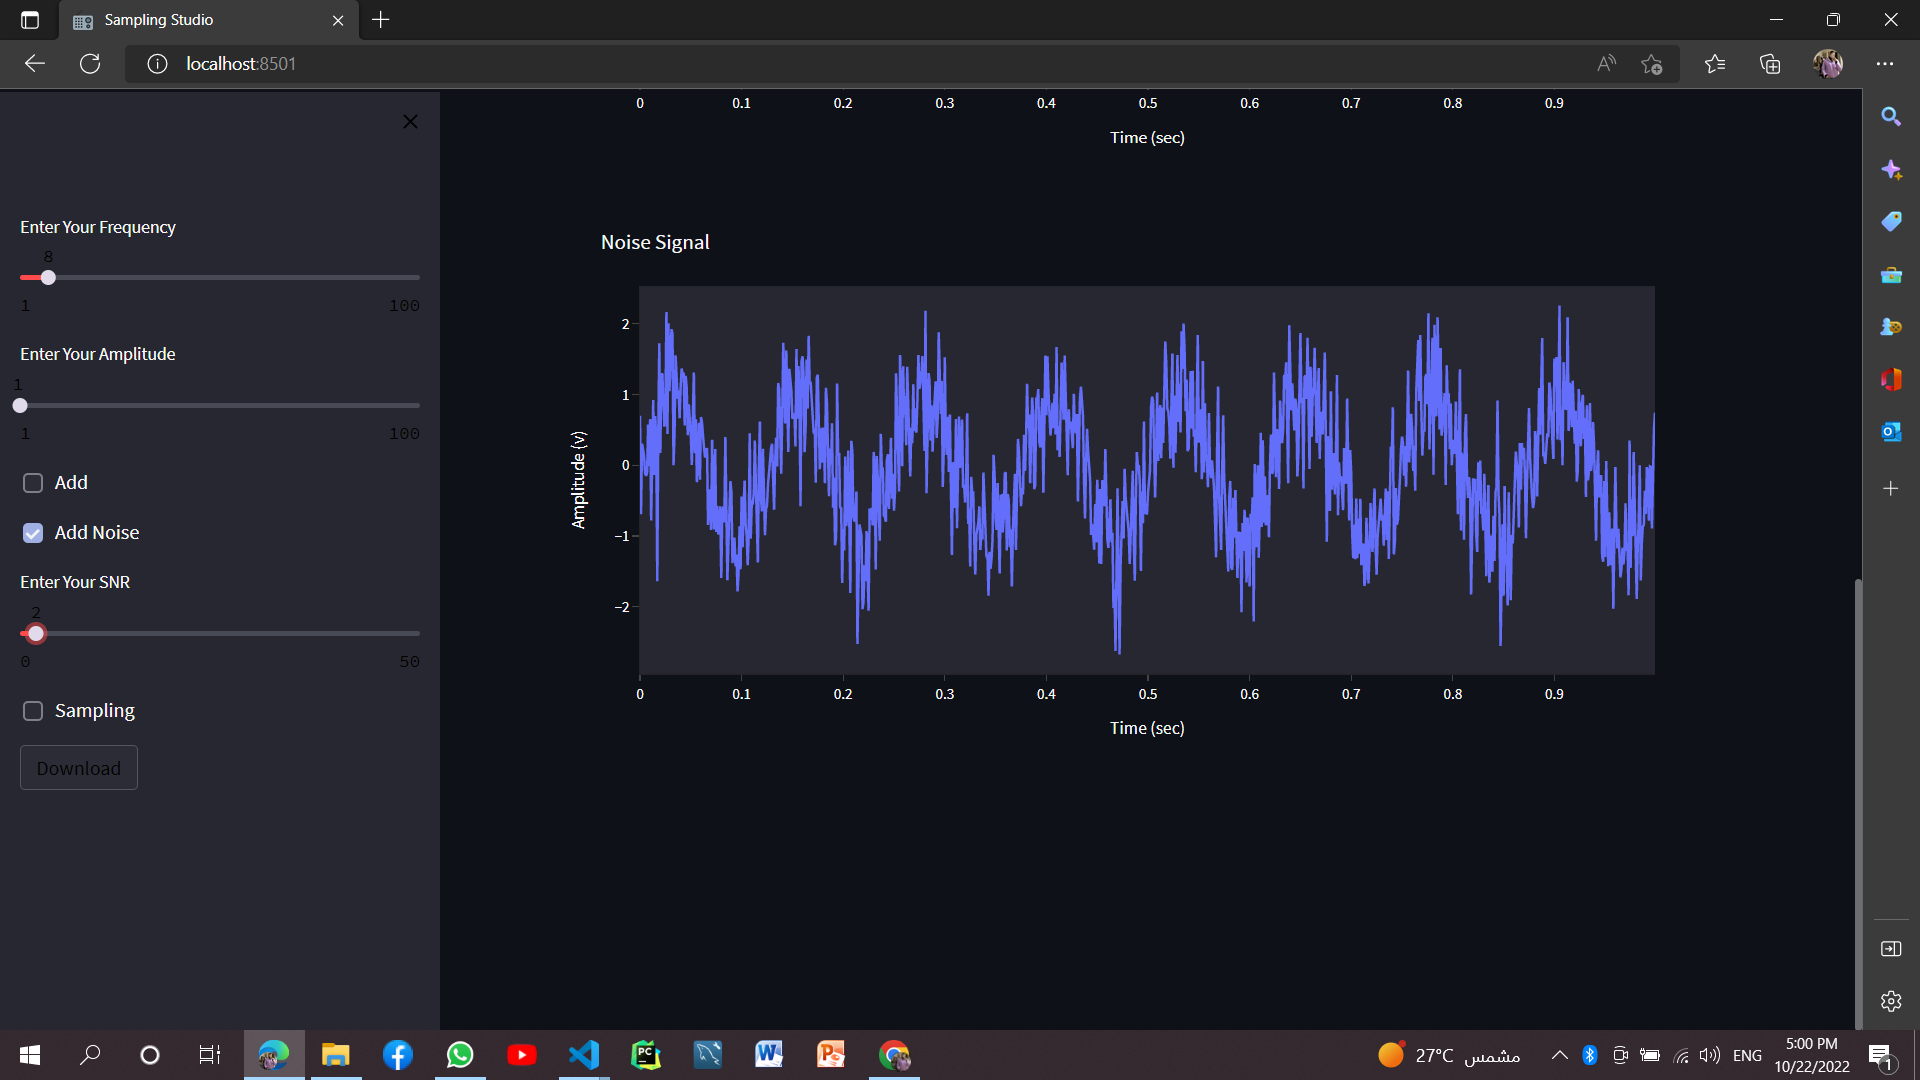 Sampling Studio
localhost:8501
0 0.1 0.2 0.3 0.4 0.5 0.6 0.7 0.8 0.9
Time (sec)
Enter Your Frequency
8
1 100
Enter Your Amplitude
1
1 100
Add
Add Noise
Enter Your SNR
2
0 50
Sampling
Download
Noise Signal
Amplitude (v)
2
1
0
−1
−2
0 0.1 0.2 0.3 0.4 0.5 0.6 0.7 0.8 0.9
Time (sec)
27°C مشمس
ENG
5:00 PM
10/22/2022
1